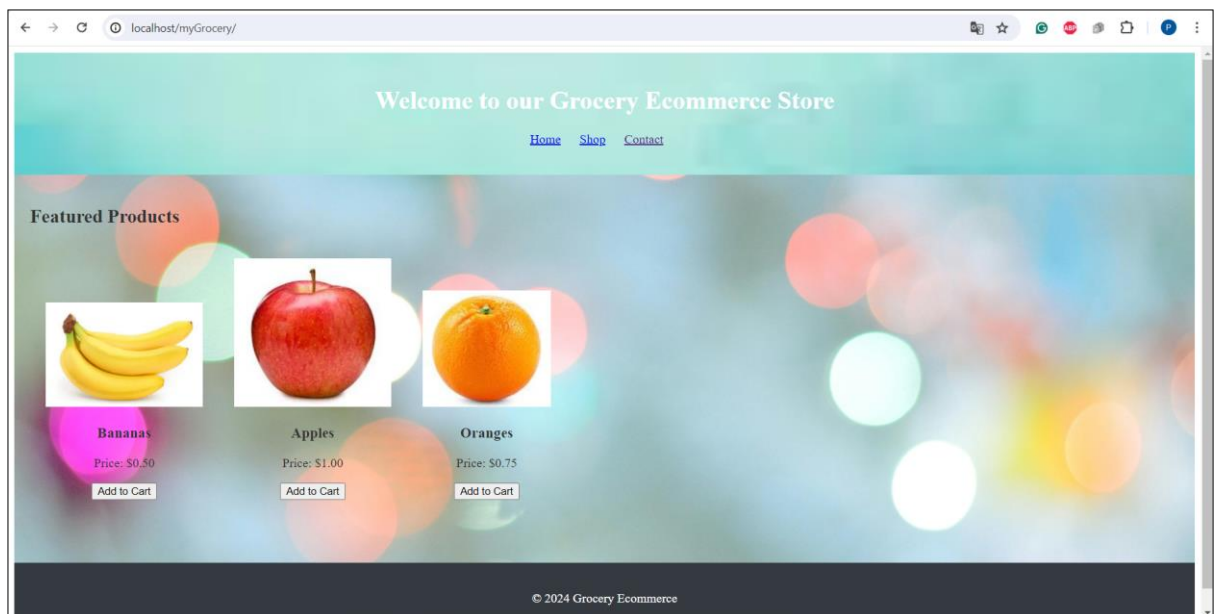 localhost/myGrocery/
ABP
P
Welcome to our Grocery Ecommerce Store
Home Shop Contact
Featured Products
Bananas Apples Oranges
Price: $0.50 Price: $1.00 Price: $0.75
Add to Cart Add to Cart Add to Cart
© 2024 Grocery Ecommerce